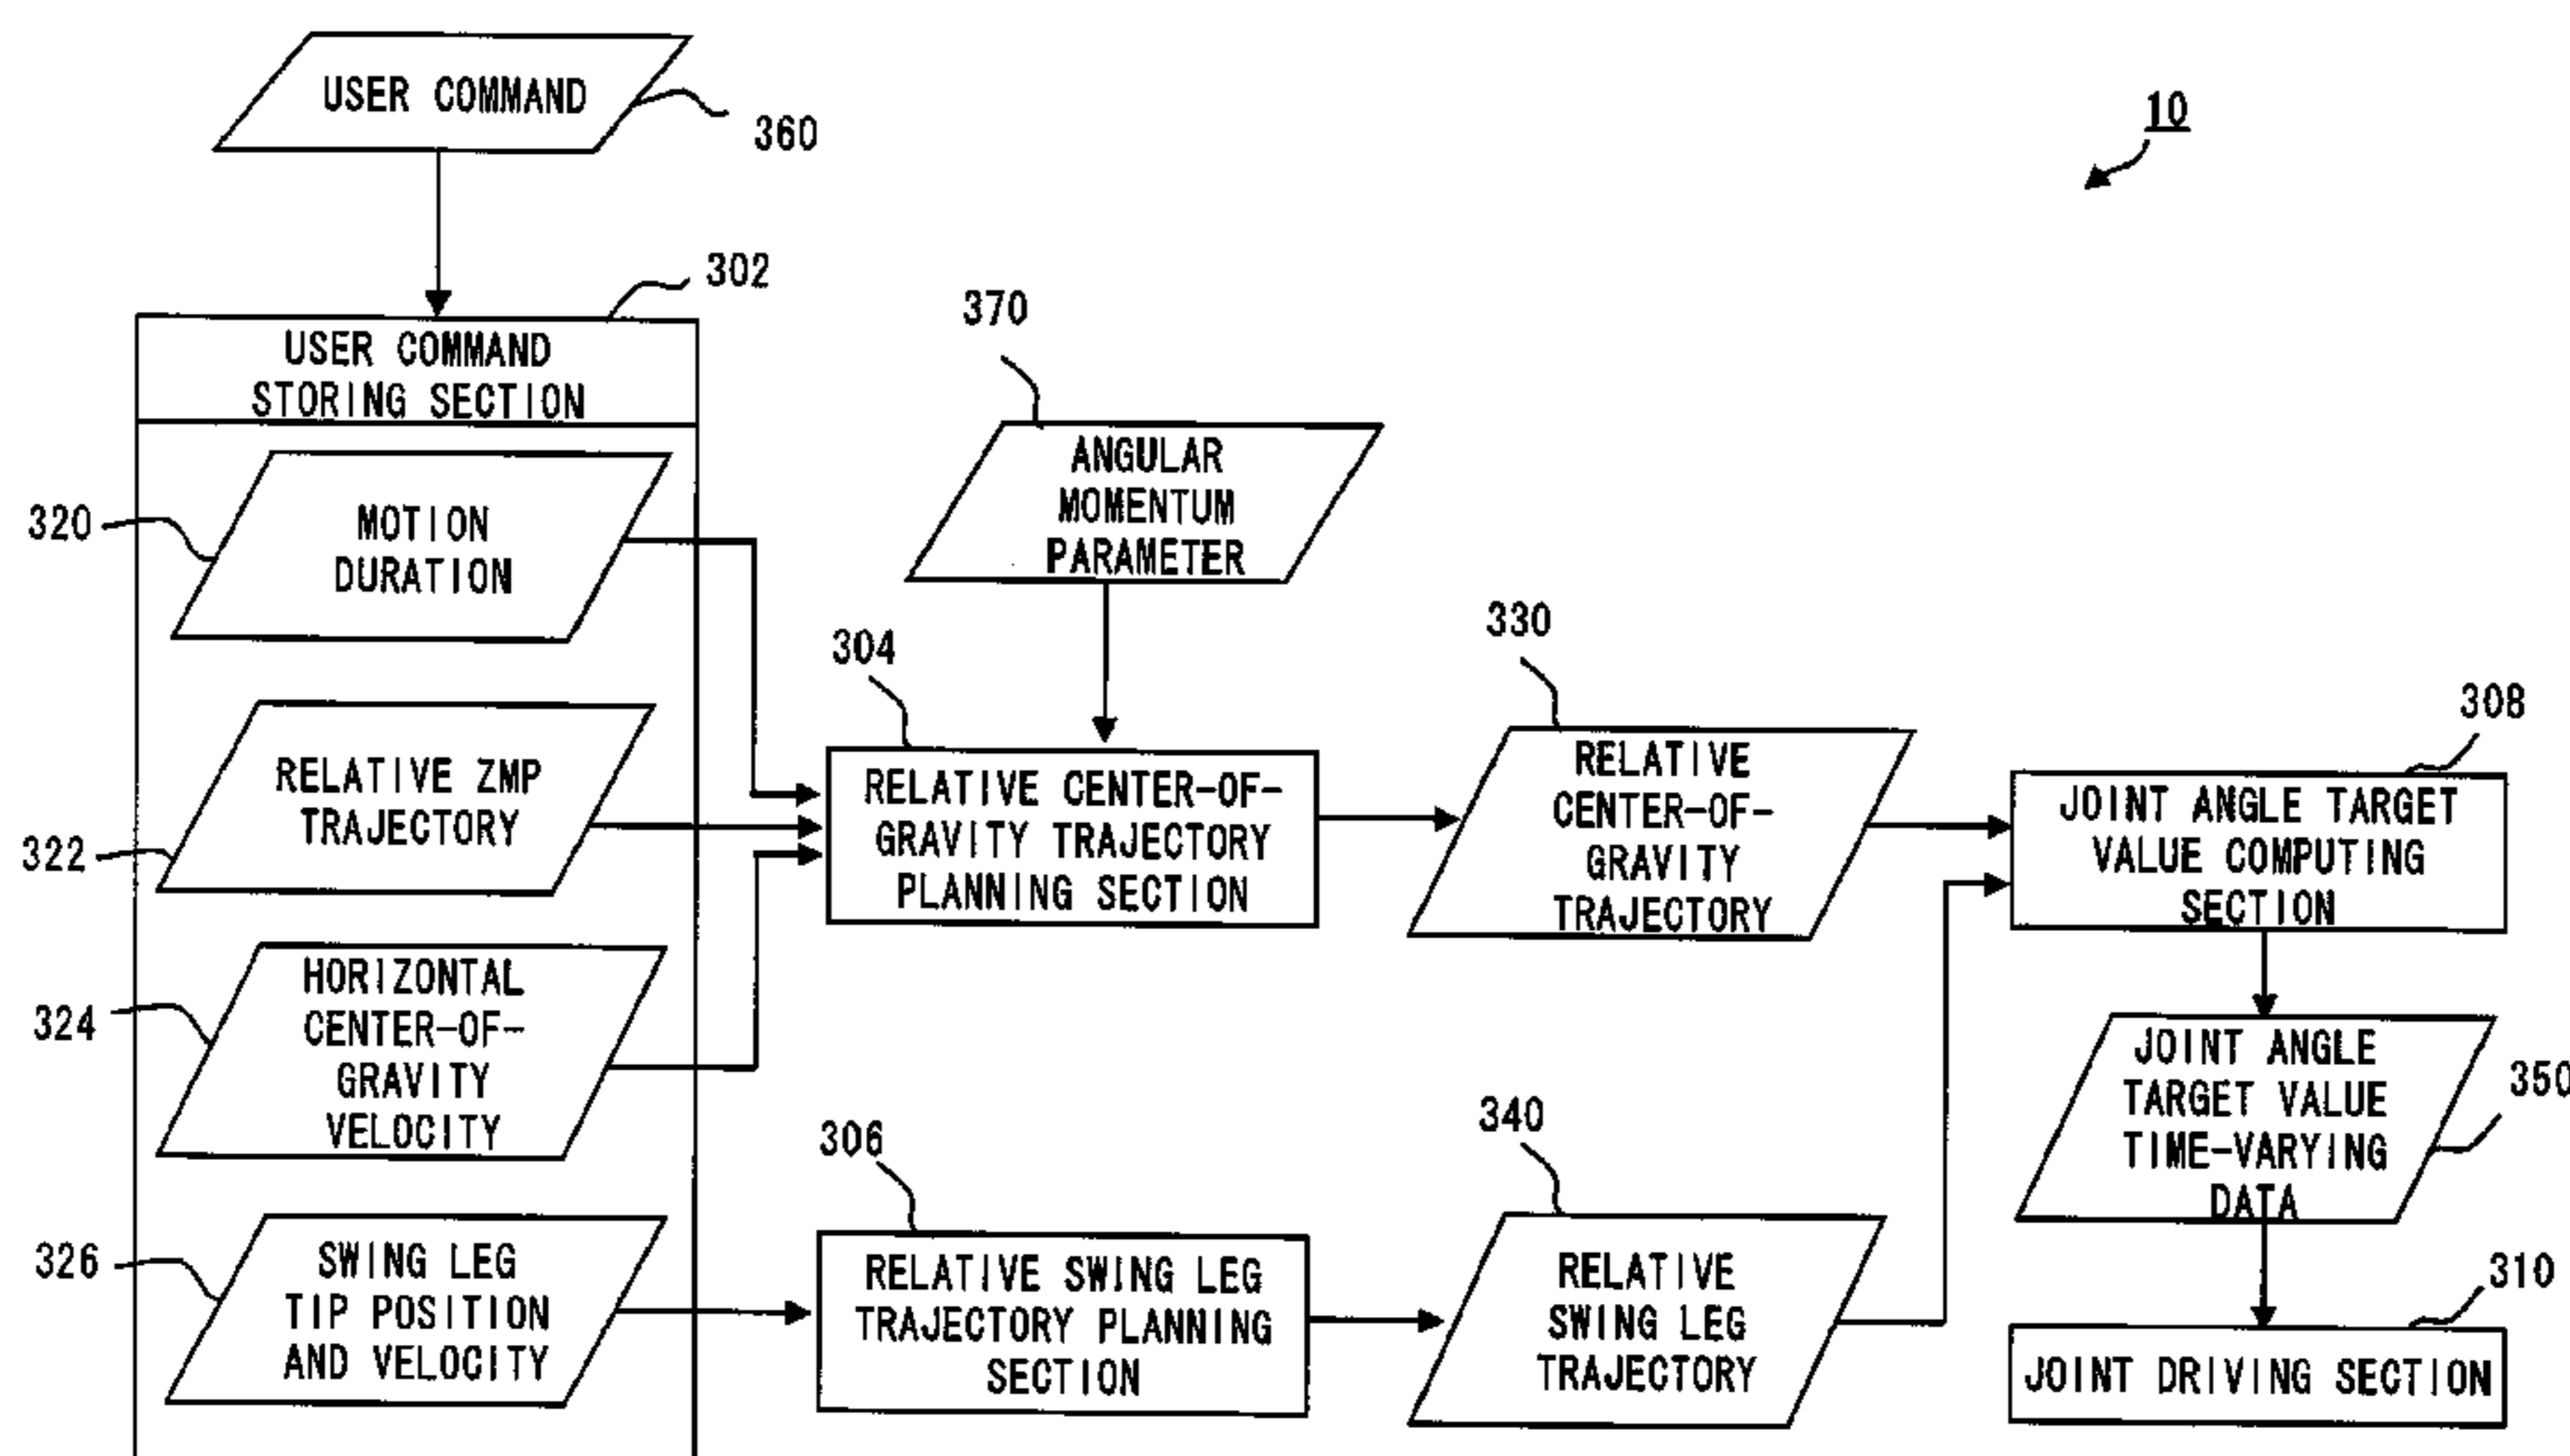 USER COMMAND
360
10
302
USER COMMAND
STORING SECTION
370
ANGULAR
MOMENTUM
PARAMETER
320
MOTION
DURATION
304
330
308
322
RELATIVE ZMP
TRAJECTORY
RELATIVE CENTER-OF-
GRAVITY TRAJECTORY
PLANNING SECTION
RELATIVE
CENTER-OF-
GRAVITY
TRAJECTORY
JOINT ANGLE TARGET
VALUE COMPUTING
SECTION
324
HORIZONTAL
CENTER-OF-
GRAVITY
VELOCITY
JOINT ANGLE
TARGET VALUE
TIME-VARYING
DATA
350
306
340
326
SWING LEG
TIP POSITION
AND VELOCITY
RELATIVE SWING LEG
TRAJECTORY PLANNING
SECTION
RELATIVE
SWING LEG
TRAJECTORY
310
JOINT DRIVING SECTION